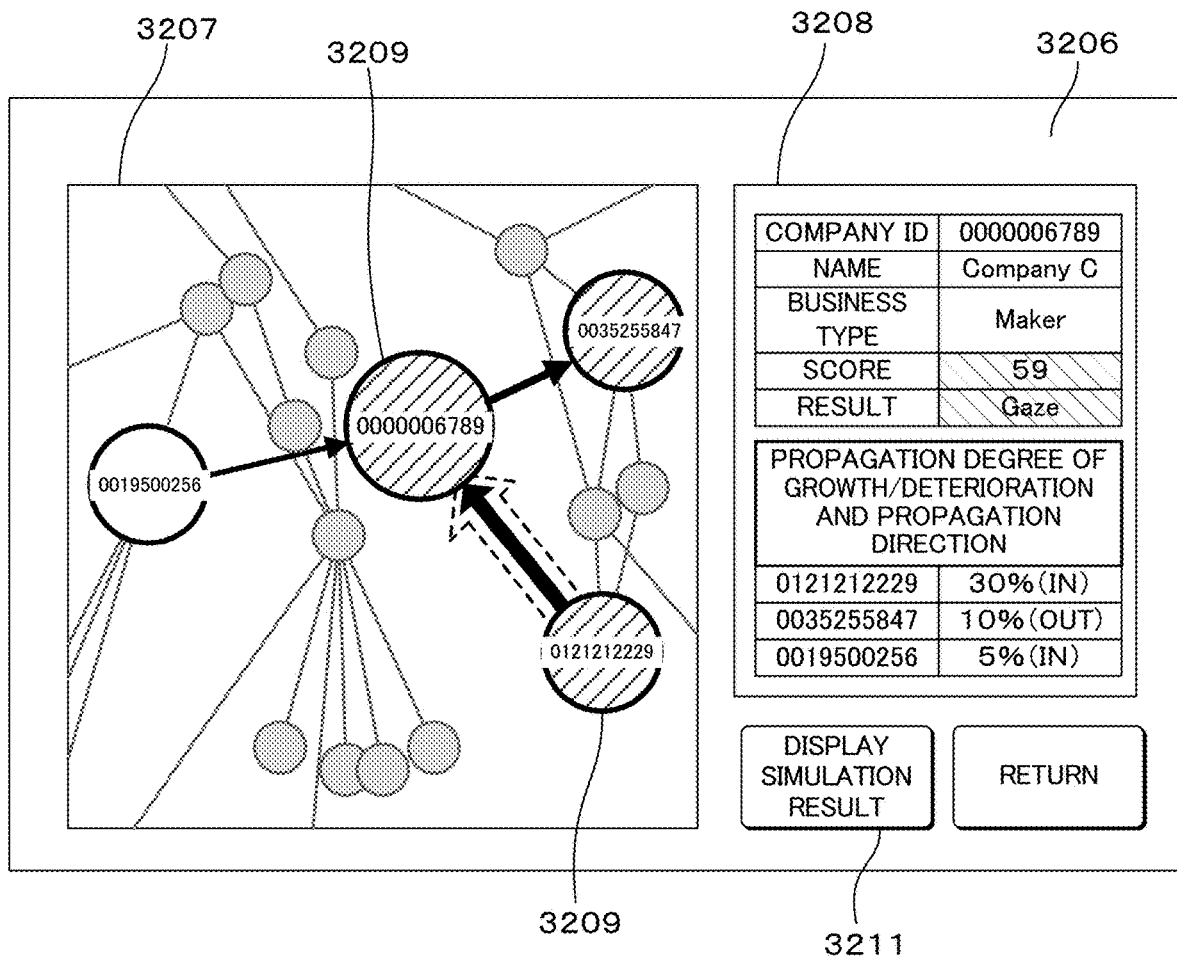 3207
3209
3208
3206
0035255847
0000006789
0019500256
0121212229
COMPANY ID 0000006789
NAME Company C
BUSINESS
TYPE Maker
SCORE 59
RESULT Gaze
PROPAGATION DEGREE OF
GROWTH/DETERIORATION
AND PROPAGATION
DIRECTION
0121212229 30%(IN)
0035255847 10%(OUT)
0019500256 5%(IN)
DISPLAY
SIMULATION
RESULT
RETURN
3209
3211